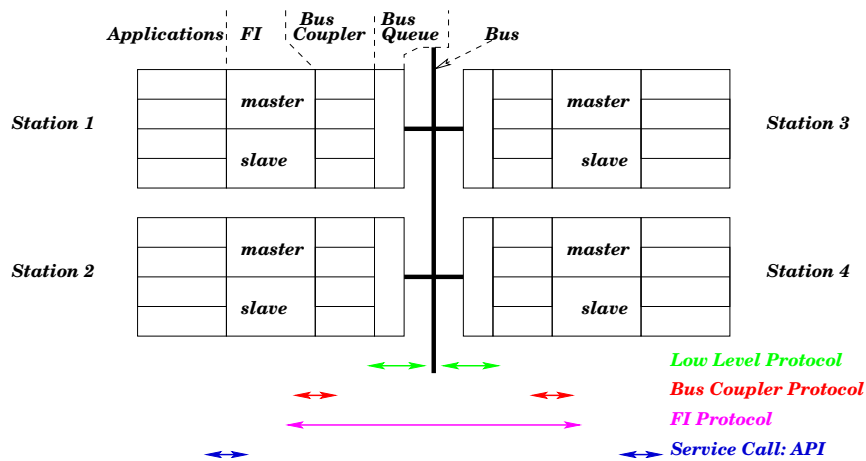 Applications
FI
Bus
Coupler
Bus
Queue
Bus
Station 1
master
slave
master
slave
Station 3
Station 2
master
slave
master
slave
Station 4
Low Level Protocol
Bus Coupler Protocol
FI Protocol
Service Call: API